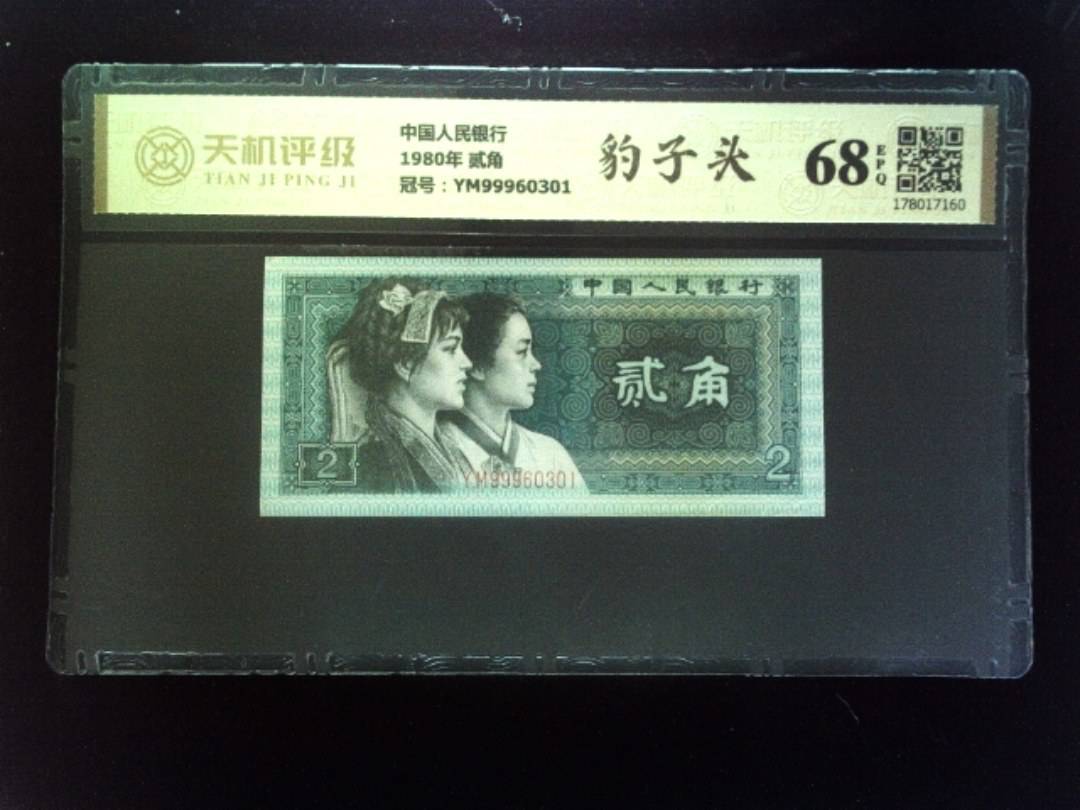 天机评级
TIAN JI PING JI
中国人民银行
1980年 贰角
冠号：YM99960301
豹子头
68
EPQ
178017160
中国人民银行
贰角
2
YM99960301
2